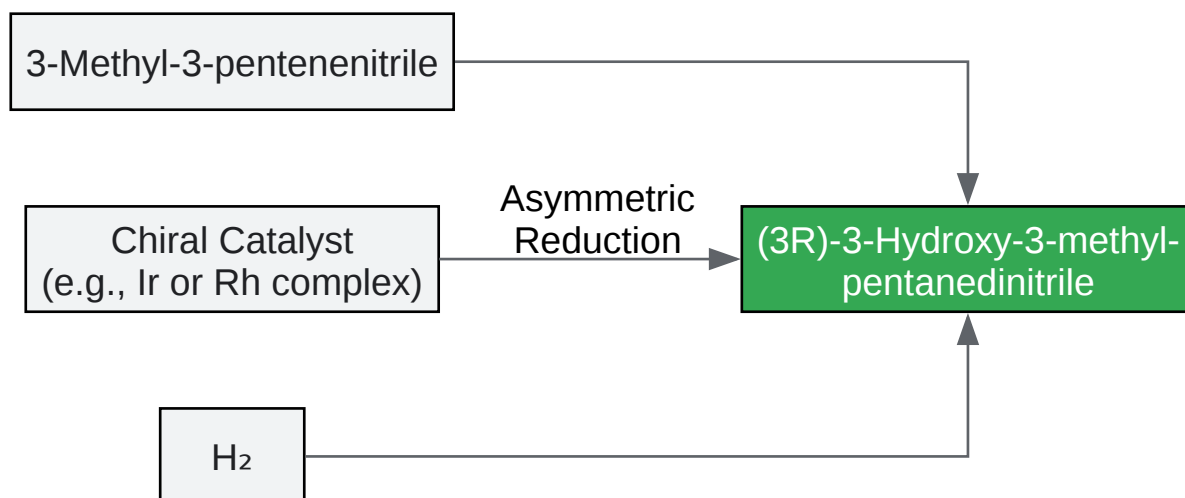 3-Methyl-3-pentenenitrile
Chiral Catalyst
(e.g., Ir or Rh complex)
Asymmetric
Reduction
(3R)-3-Hydroxy-3-methyl-
pentanedinitrile
H₂